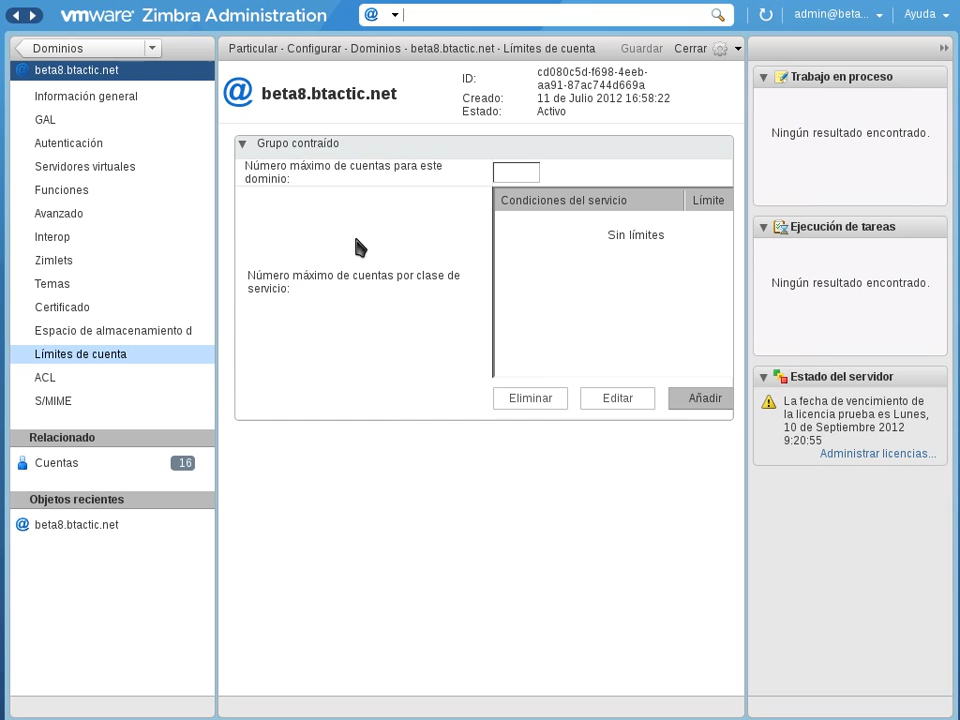 vmware® Zimbra Administration
@
admin@beta...
Ayuda
Dominios
beta8.btactic.net
Información general
GAL
Autenticación
Servidores virtuales
Funciones
Avanzado
Interop
Zimlets
Temas
Certificado
Espacio de almacenamiento d
Límites de cuenta
ACL
S/MIME
Relacionado
Cuentas 16
Objetos recientes
@ beta8.btactic.net
Particular - Configurar - Dominios - beta8.btactic.net - Límites de cuenta
Guardar
Cerrar
@ beta8.btactic.net
ID: cd080c5d-f698-4eeb-
aa91-87ac744d669a
Creado: 11 de Julio 2012 16:58:22
Estado: Activo
Grupo contraído
Número máximo de cuentas para este
dominio:
Condiciones del servicio Límite
Sin límites
Número máximo de cuentas por clase de
servicio:
Eliminar Editar Añadir
Trabajo en proceso
Ningún resultado encontrado.
Ejecución de tareas
Ningún resultado encontrado.
Estado del servidor
La fecha de vencimiento de
la licencia prueba es Lunes,
10 de Septiembre 2012
9:20:55
Administrar licencias...